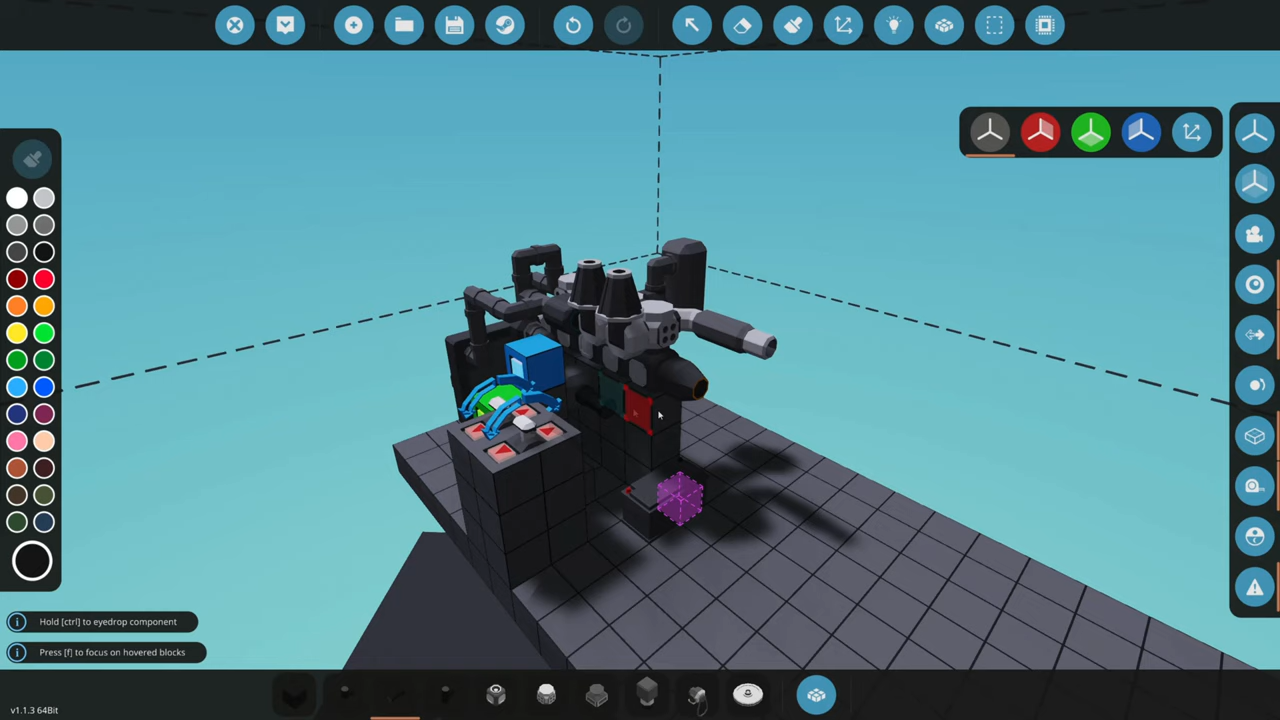 Hold [ctrl] to eyedrop component
Press [f] to focus on hovered blocks
v1.1.3 64Bit